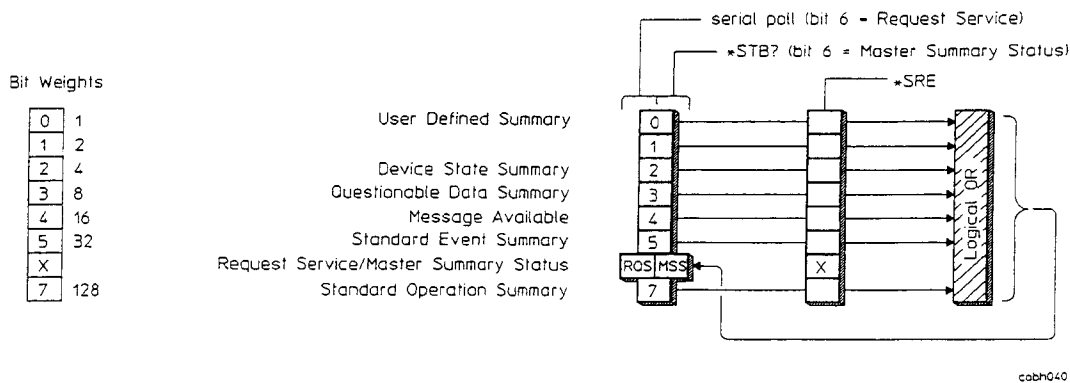 serial poll (bit 6 = Request Service)
*STB? (bit 6 = Master Summary Status)
*SRE
Bit Weights
0 1
1 2
2 4
3 8
4 16
5 32
X
7 128
User Defined Summary
Device State Summary
Questionable Data Summary
Message Available
Standard Event Summary
Request Service/Master Summary Status
Standard Operation Summary
0
1
2
3
4
5
RQS MSS
7
X
Logical OR
cabh040